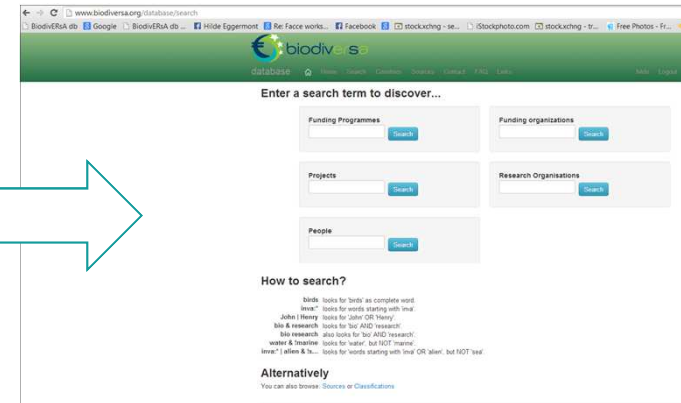 www.biodiversa.org/database/search
BiodivERsA db Google BiodivERsA db ... Hilde Eggermont Re: Facce works... Facebook stock.xchng - se... iStockphoto.com stock.xchng - tr... Free Photos - Fr...
biodiversa
database Home Search Contact FAQ Links Logout
Enter a search term to discover...
Funding Programmes
Search
Funding organizations
Search
Projects
Search
Research Organisations
Search
People
Search
How to search?
birds looks for 'birds' as complete word.
inva:* looks for words starting with 'inva'.
John | Henry looks for 'John' OR 'Henry'.
bio & research looks for 'bio' AND 'research'.
bio research also looks for 'bio' AND 'research'.
water & !marine looks for 'water', but NOT 'marine'.
inva:* | alien & !s... looks for 'words starting with 'inva' OR 'alien', but NOT 'sea'
Alternatively
You can also browse: Sources or Classifications